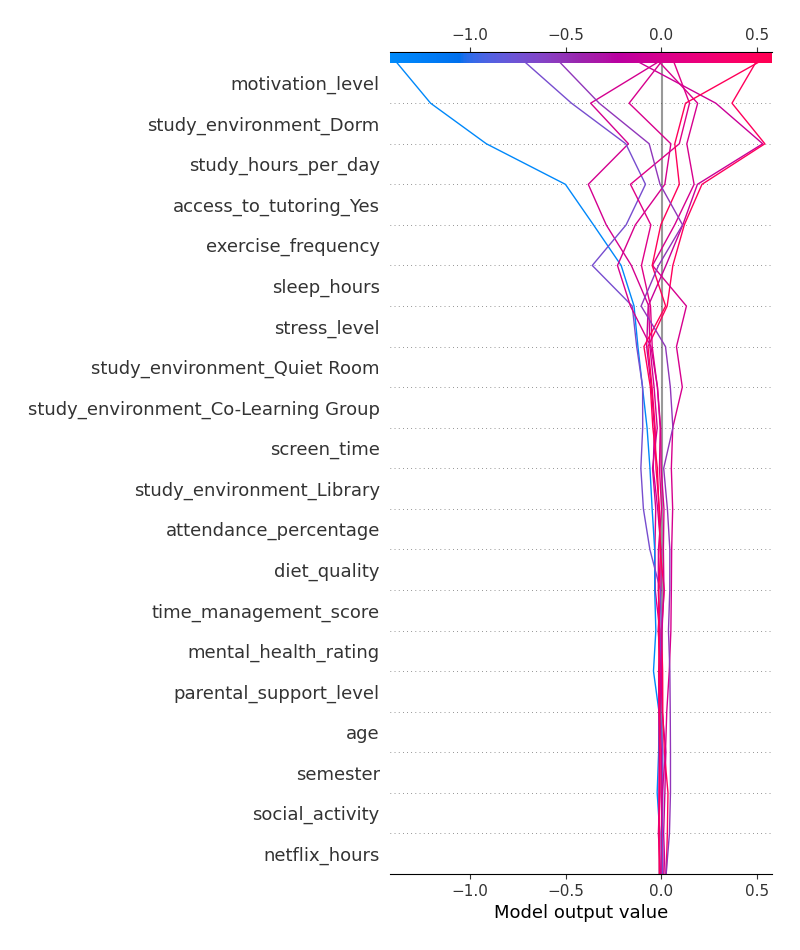 −1.0 −0.5 0.0 0.5
motivation_level
study_environment_Dorm
study_hours_per_day
access_to_tutoring_Yes
exercise_frequency
sleep_hours
stress_level
study_environment_Quiet Room
study_environment_Co-Learning Group
screen_time
study_environment_Library
attendance_percentage
diet_quality
time_management_score
mental_health_rating
parental_support_level
age
semester
social_activity
netflix_hours
−1.0 −0.5 0.0 0.5
Model output value